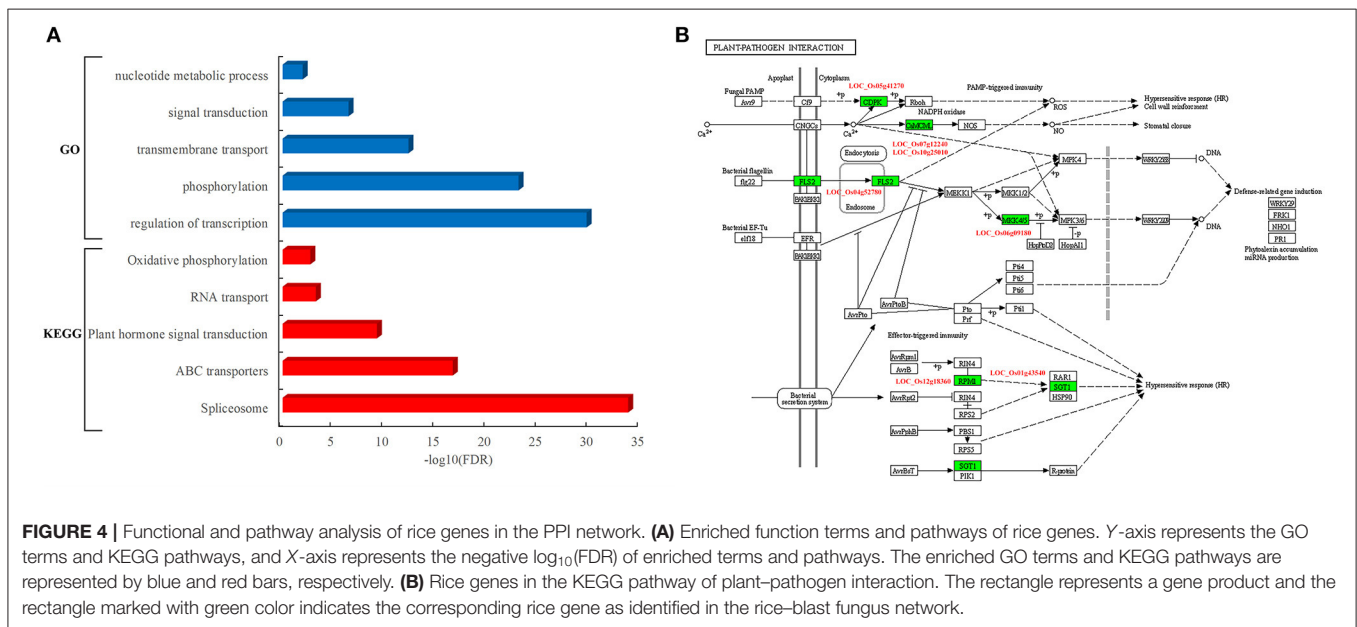 A
nucleotide metabolic process
signal transduction
GO
transmembrane transport
phosphorylation
regulation of transcription
Oxidative phosphorylation
RNA transport
KEGG
Plant hormone signal transduction
ABC transporters
Spliceosome
0 5 10 15 20 25 30 35
-log10(FDR)
B
PLANT-PATHOGEN INTERACTION
Apoplast
Cytoplasm
LOC_Os05g41270
Fungal PAMP
Avr9
Cf9
+p
CDPK
+p
Rboh
PAMP-triggered immunity
ROS
Hypersensitive response (HR)
Cell wall reinforcement
NADPH oxidase
Ca2+
CNGCs
Ca2+
CaMCML
NOS
NO
Stomatal closure
LOC_Os07g12240
LOC_Os10g25010
Endocytosis
MPK4
DNA
+p
Bacterial flagellin
flg22
FLS2
FLS2
LOC_Os04g52780
Endosome
MEKK1
+p
MKK1/2
Defense-related gene induction
WRKY29
FRK1
NHO1
PR1
Phytoalexin accumulation
miRNA production
MKK4/5
+p
MPK3/6
DNA
LOC_Os06g09180
-p
HopPtoD2
HopAI1
Bacterial EF-Tu
elf18
EFR
Pti4
Pti5
Pti6
AvrPto
AvrPtoB
Pto
Prf
+p
Pti1
Effector-triggered immunity
AvrRpm1
AvrB
+p
RIN4
RPM1
LOC_Os12g18360
LOC_Os01g43540
RAR1
SGT1
HSP90
Hypersensitive response (HR)
Bacterial
secretion system
AvrRpt2
RIN4
RPS2
AvrPphB
PBS1
RPS5
AvrBsT
SGT1
PIK1
R-protein
FIGURE 4 | Functional and pathway analysis of rice genes in the PPI network. (A) Enriched function terms and pathways of rice genes. Y-axis represents the GO
terms and KEGG pathways, and X-axis represents the negative log10(FDR) of enriched terms and pathways. The enriched GO terms and KEGG pathways are
represented by blue and red bars, respectively. (B) Rice genes in the KEGG pathway of plant–pathogen interaction. The rectangle represents a gene product and the
rectangle marked with green color indicates the corresponding rice gene as identified in the rice–blast fungus network.